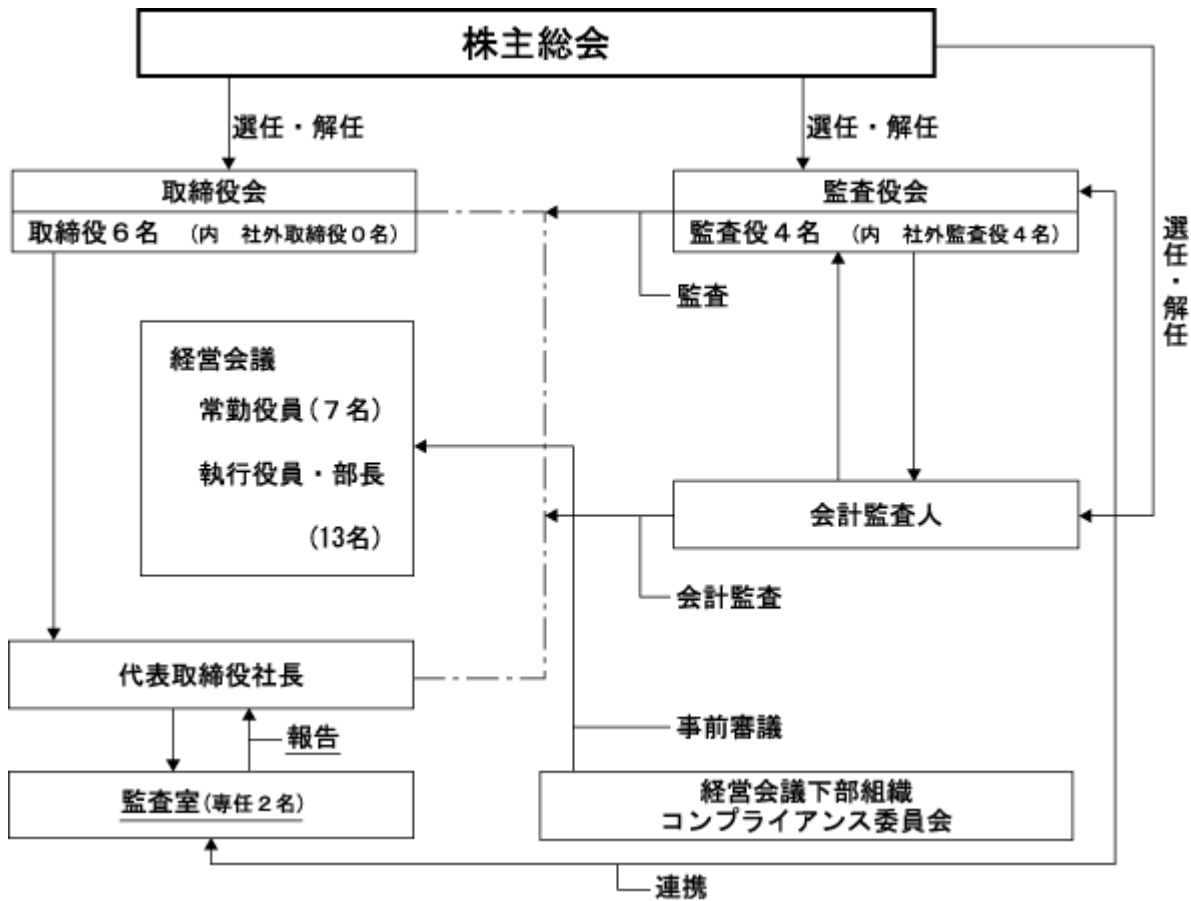 株主総会
選任・解任
選任・解任
取締役会
取締役６名　（内　社外取締役０名）
監査役会
監査役４名　（内　社外監査役４名）
選任・解任
監査
経営会議
常勤役員（７名）
執行役員・部長
（13名）
会計監査人
会計監査
代表取締役社長
報告
事前審議
監査室（専任２名）
経営会議下部組織
コンプライアンス委員会
連携